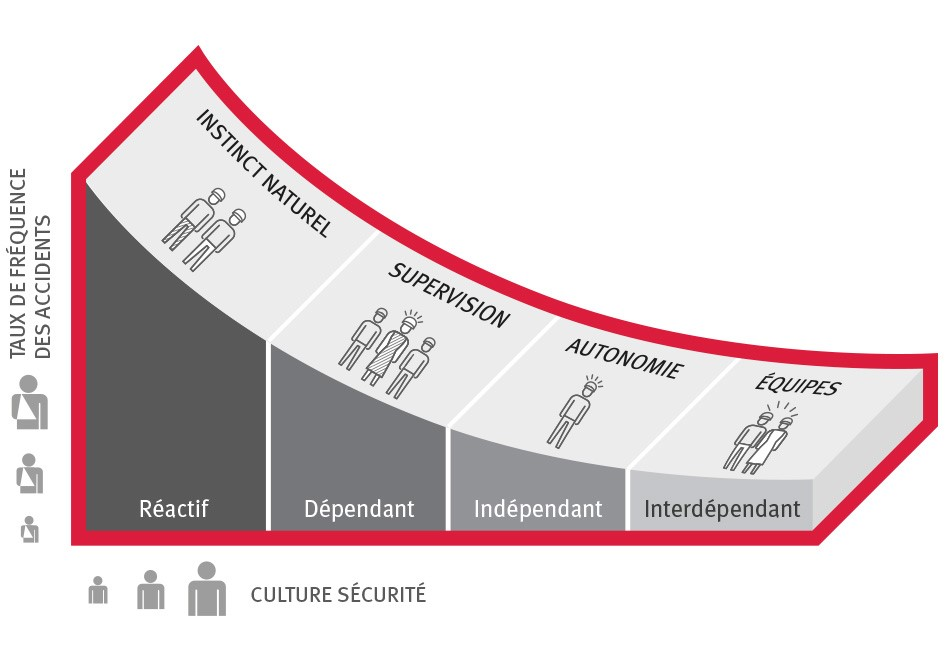 INSTINCT NATUREL
SUPERVISION
AUTONOMIE
ÉQUIPES
TAUX DE FRÉQUENCE
DES ACCIDENTS
Réactif
Dépendant
Indépendant
Interdépendant
CULTURE SÉCURITÉ